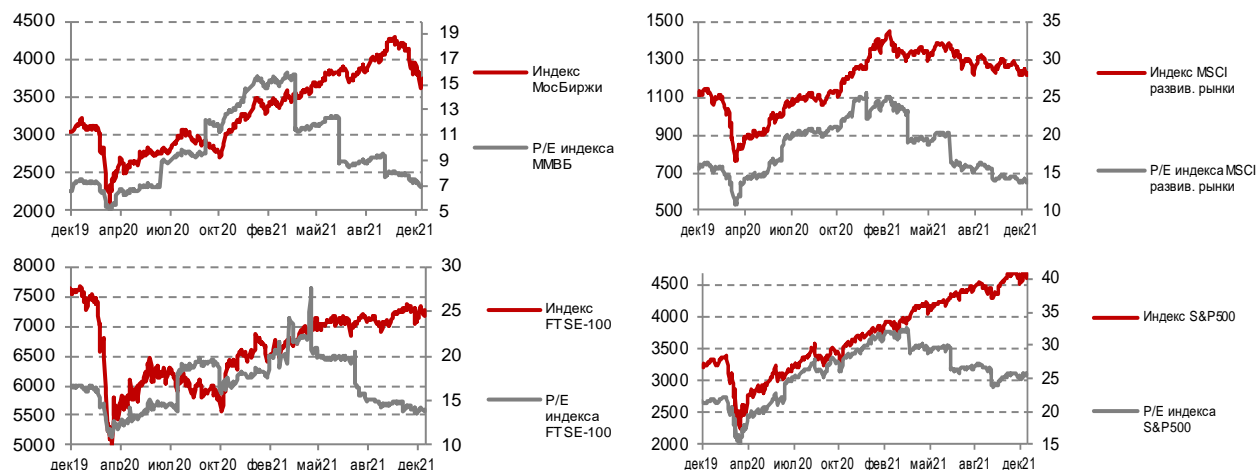 4500
4000
3500
3000
2500
2000
19
17
15
13
11
9
7
5
дек19 апр20 июл20 окт20 фев21 май21 авг21 дек21
Индекс
МосБиржи
P/E индекса
ММВБ
1500
1300
1100
900
700
500
35
30
25
20
15
10
дек19 апр20 июл20 окт20 фев21 май21 авг21 дек21
Индекс MSCI
развив. рынки
P/E индекса MSCI
развив. рынки
8000
7500
7000
6500
6000
5500
5000
30
25
20
15
10
дек19 апр20 июл20 окт20 фев21 май21 авг21 дек21
Индекс
FTSE-100
P/E
индекса
FTSE-100
4500
4000
3500
3000
2500
2000
40
35
30
25
20
15
дек19 апр20 июл20 окт20 фев21 май21 авг21 дек21
Индекс S&P500
P/E индекса
S&P500